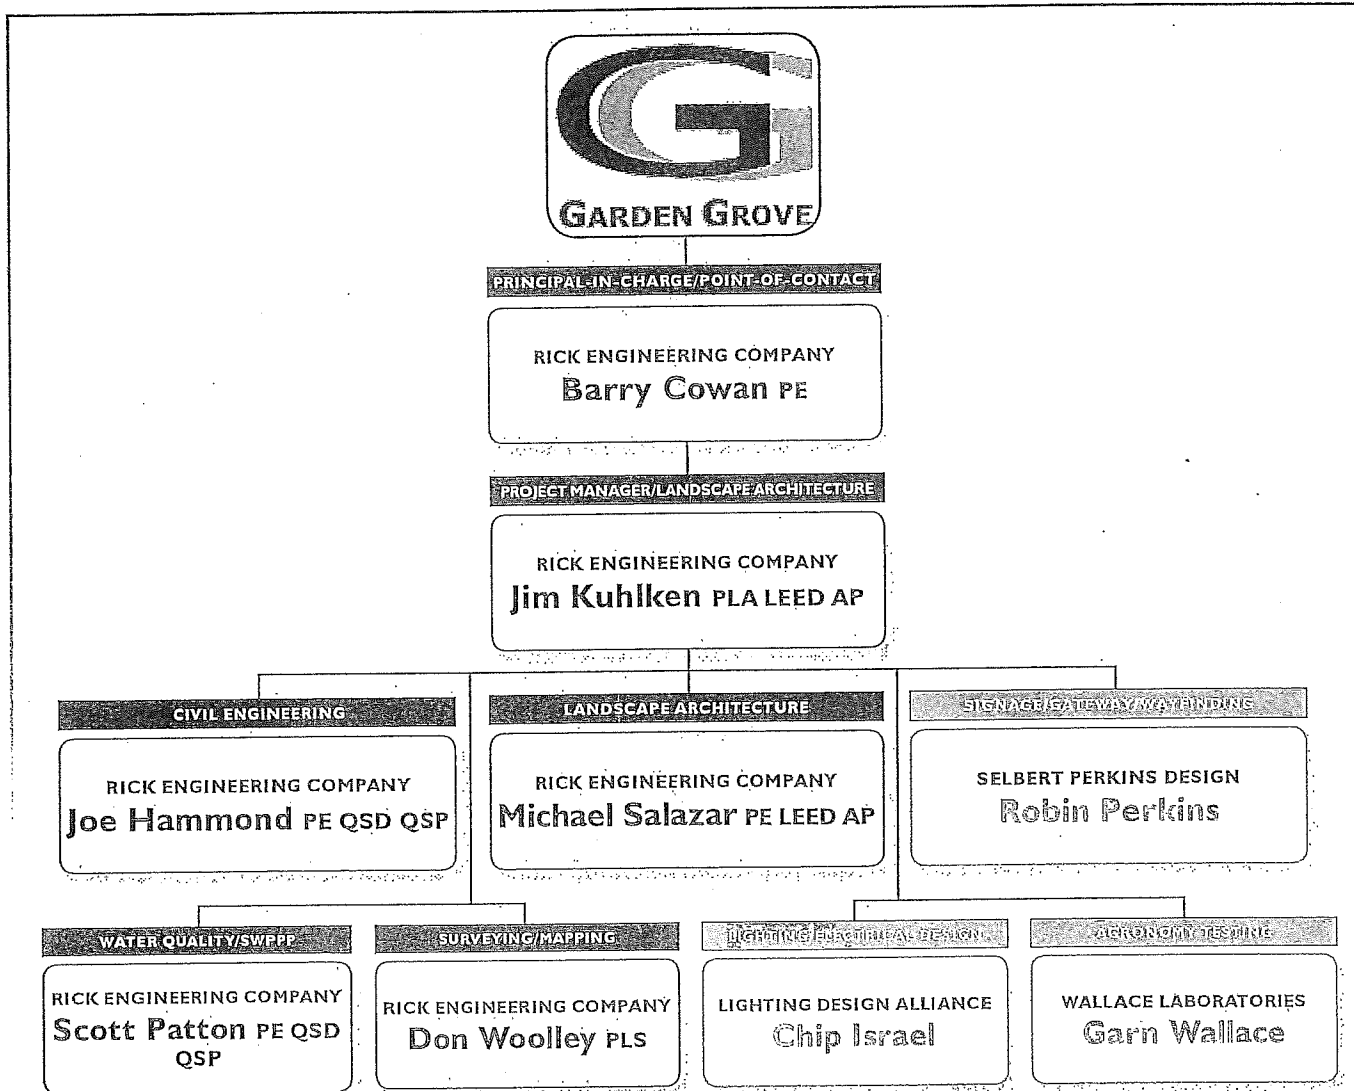 GARDEN GROVE
PRINCIPAL-IN-CHARGE/POINT-OF-CONTACT
RICK ENGINEERING COMPANY
Barry Cowan PE
PROJECT MANAGER/LANDSCAPE ARCHITECTURE
RICK ENGINEERING COMPANY
Jim Kuhlken PLA LEED AP
CIVIL ENGINEERING
RICK ENGINEERING COMPANY
Joe Hammond PE QSD QSP
LANDSCAPE ARCHITECTURE
RICK ENGINEERING COMPANY
Michael Salazar PE LEED AP
SIGNAGE/GATEWAY/WAYFINDING
SELBERT PERKINS DESIGN
Robin Perkins
WATER QUALITY/SWPPP
RICK ENGINEERING COMPANY
Scott Patton PE QSD
QSP
SURVEYING/MAPPING
RICK ENGINEERING COMPANY
Don Woolley PLS
LIGHTING/ELECTRICAL DESIGN
LIGHTING DESIGN ALLIANCE
Chip Israel
AGRONOMY TESTING
WALLACE LABORATORIES
Garn Wallace